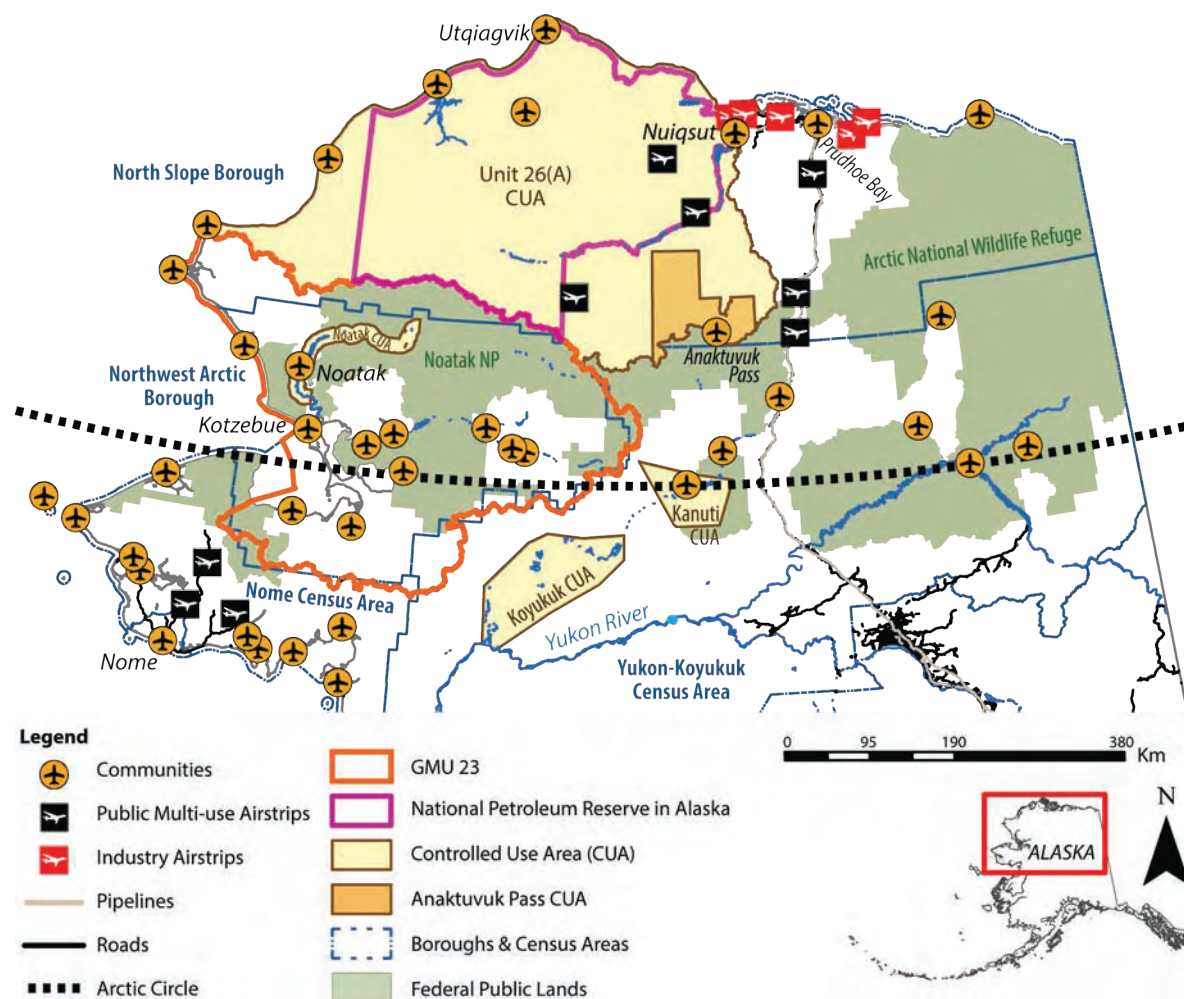 Utqiagvik
Nuiqsut
Prudhoe Bay
North Slope Borough
Unit 26(A)
CUA
Arctic National Wildlife Refuge
Noatak CUA
Noatak NP
Noatak
Anaktuvuk
Pass
Northwest Arctic
Borough
Kotzebue
Kanuti
CUA
Koyukuk CUA
Nome Census Area
Yukon River
Nome
Yukon-Koyukuk
Census Area
Legend
Communities
Public Multi-use Airstrips
Industry Airstrips
Pipelines
Roads
Arctic Circle
GMU 23
National Petroleum Reserve in Alaska
Controlled Use Area (CUA)
Anaktuvuk Pass CUA
Boroughs & Census Areas
Federal Public Lands
0 95 190 380
Km
N
ALASKA